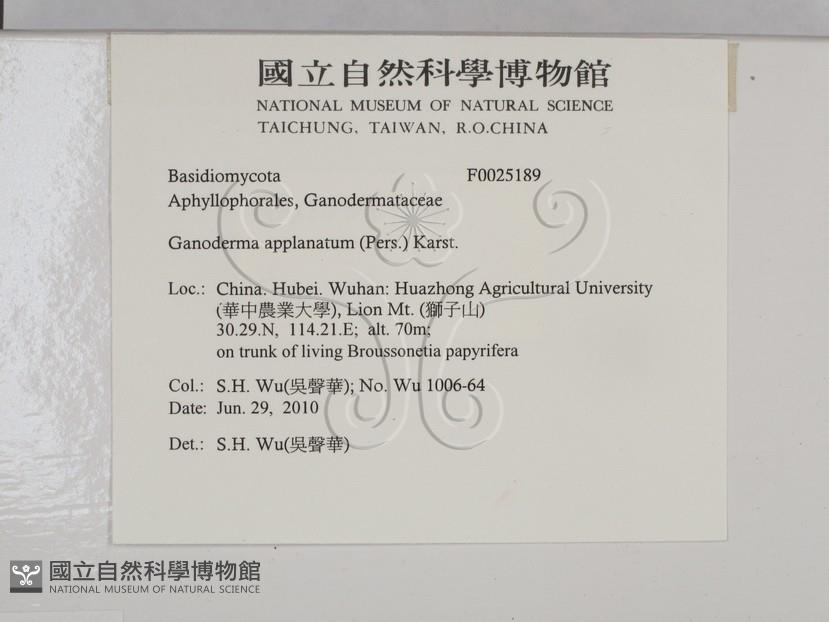 國立自然科學博物館
NATIONAL MUSEUM OF NATURAL SCIENCE
TAICHUNG, TAIWAN, R.O.CHINA
Basidiomycota F0025189
Aphyllophorales, Ganodermataceae
Ganoderma applanatum (Pers.) Karst.
Loc.: China. Hubei. Wuhan: Huazhong Agricultural University
(華中農業大學), Lion Mt. (獅子山)
30.29.N, 114.21.E; alt. 70m;
on trunk of living Broussonetia papyrifera
Col.: S.H. Wu(吳聲華); No. Wu 1006-64
Date: Jun. 29, 2010
Det.: S.H. Wu(吳聲華)
國立自然科學博物館
NATIONAL MUSEUM OF NATURAL SCIENCE